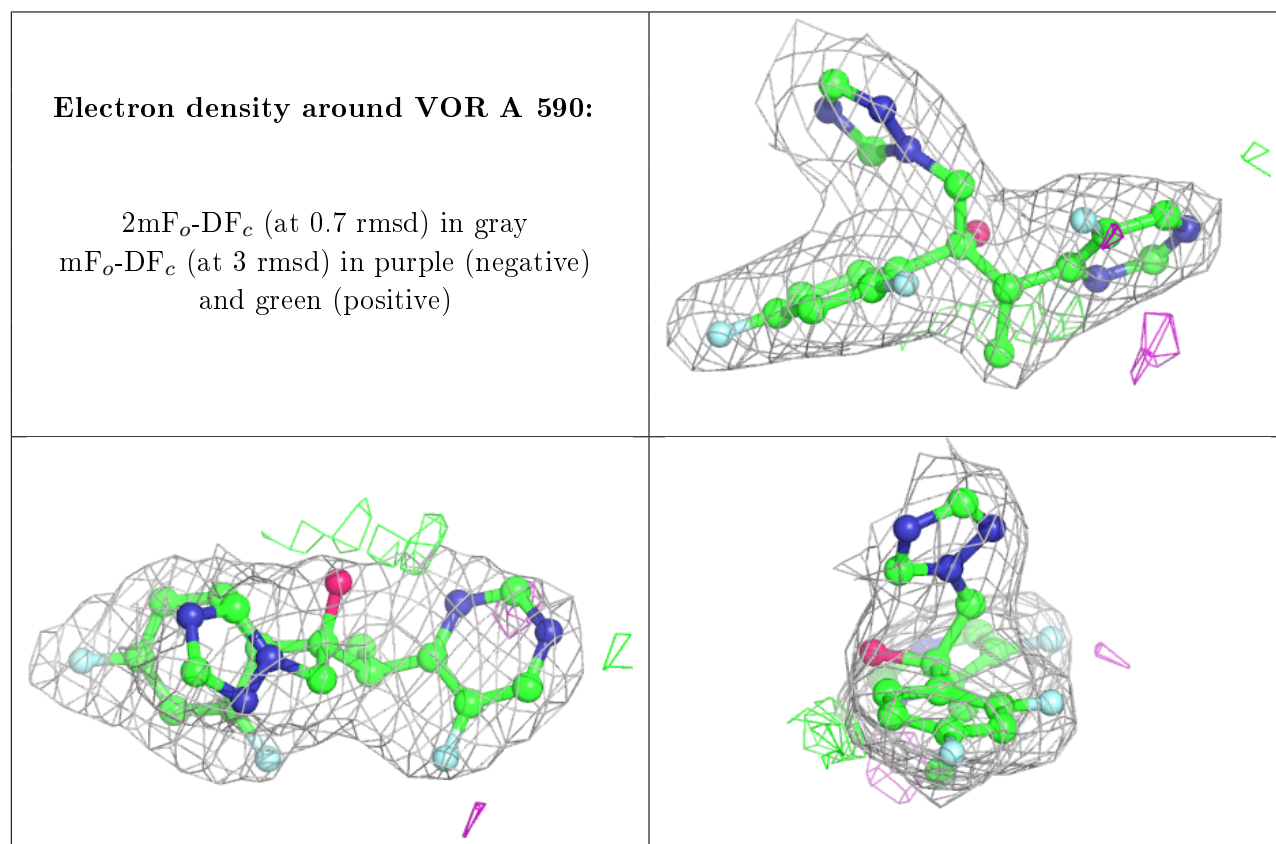 Electron density around VOR A 590:
2mFₒ-DF𝒸 (at 0.7 rmsd) in gray
mFₒ-DF𝒸 (at 3 rmsd) in purple (negative)
and green (positive)